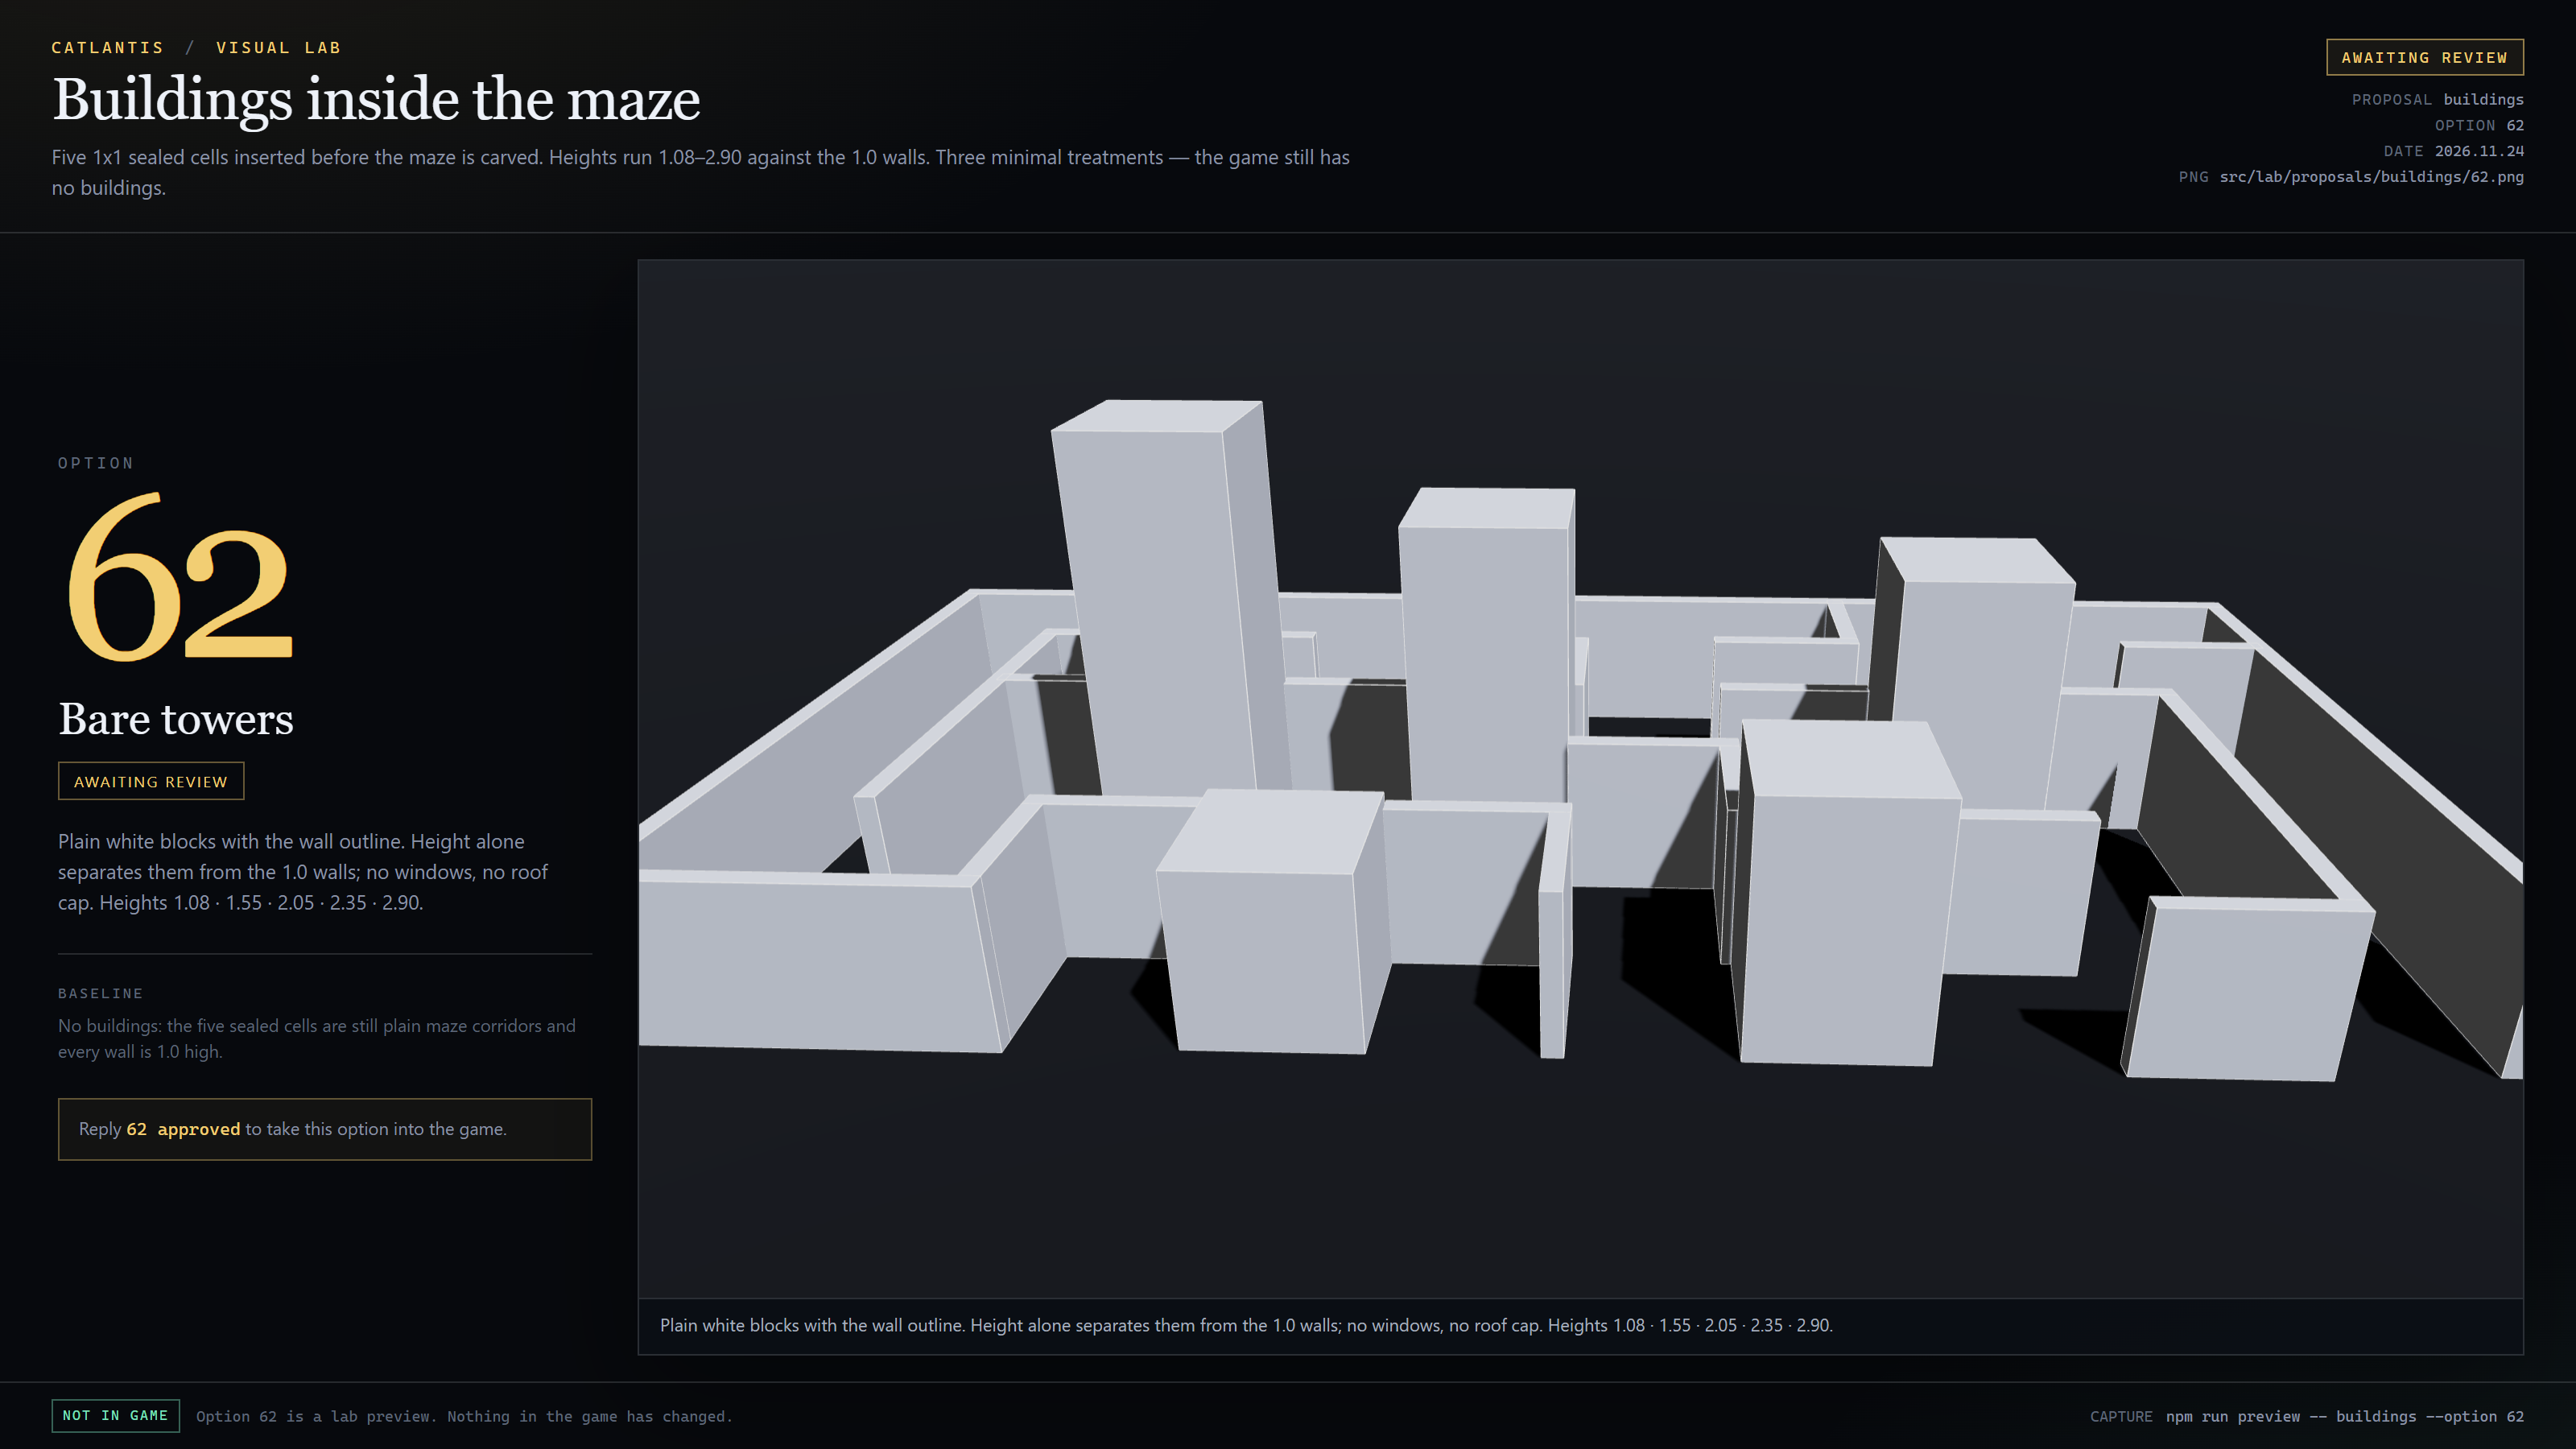 CATLANTIS / VISUAL LAB
Buildings inside the maze
Five 1x1 sealed cells inserted before the maze is carved. Heights run 1.08–2.90 against the 1.0 walls. Three minimal treatments — the game still has
no buildings.
AWAITING REVIEW
PROPOSAL buildings
OPTION 62
DATE 2026.11.24
PNG src/lab/proposals/buildings/62.png
OPTION
62
Bare towers
AWAITING REVIEW
Plain white blocks with the wall outline. Height alone
separates them from the 1.0 walls; no windows, no roof
cap. Heights 1.08 · 1.55 · 2.05 · 2.35 · 2.90.
BASELINE
No buildings: the five sealed cells are still plain maze corridors and
every wall is 1.0 high.
Reply 62 approved to take this option into the game.
Plain white blocks with the wall outline. Height alone separates them from the 1.0 walls; no windows, no roof cap. Heights 1.08 · 1.55 · 2.05 · 2.35 · 2.90.
NOT IN GAME Option 62 is a lab preview. Nothing in the game has changed.
CAPTURE npm run preview -- buildings --option 62